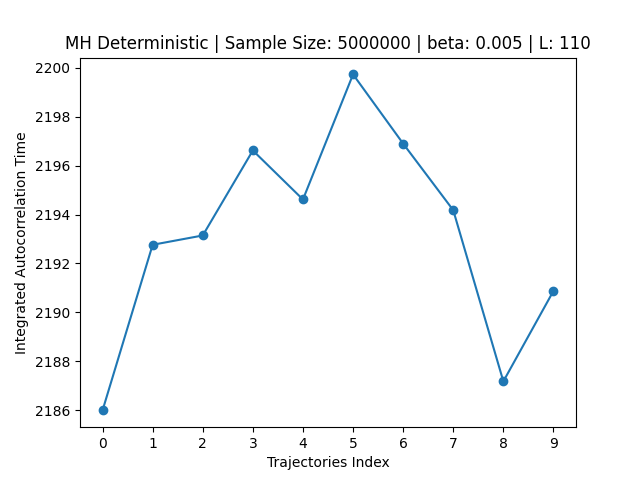 MH Deterministic | Sample Size: 5000000 | beta: 0.005 | L: 110
Integrated Autocorrelation Time
2200
2198
2196
2194
2192
2190
2188
2186
0 1 2 3 4 5 6 7 8 9
Trajectories Index